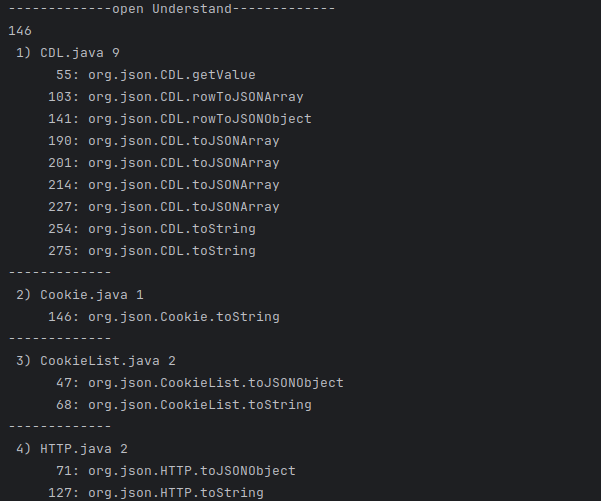 -------------open Understand-------------
146
 1) CDL.java 9
      55: org.json.CDL.getValue
     103: org.json.CDL.rowToJSONArray
     141: org.json.CDL.rowToJSONObject
     190: org.json.CDL.toJSONArray
     201: org.json.CDL.toJSONArray
     214: org.json.CDL.toJSONArray
     227: org.json.CDL.toJSONArray
     254: org.json.CDL.toString
     275: org.json.CDL.toString
-------------
 2) Cookie.java 1
     146: org.json.Cookie.toString
-------------
 3) CookieList.java 2
      47: org.json.CookieList.toJSONObject
      68: org.json.CookieList.toString
-------------
 4) HTTP.java 2
      71: org.json.HTTP.toJSONObject
     127: org.json.HTTP.toString